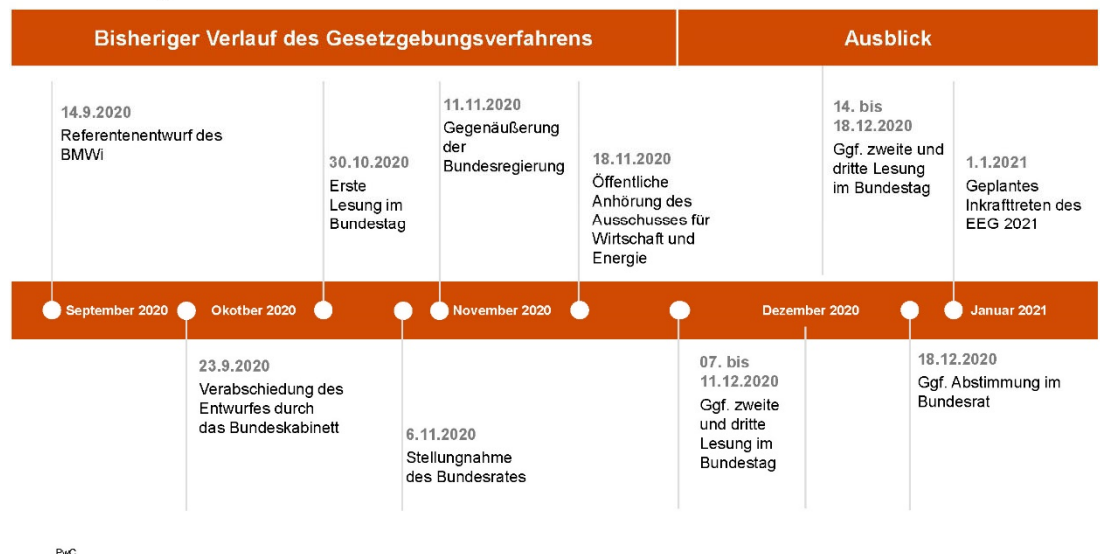 Bisheriger Verlauf des Gesetzgebungsverfahrens
Ausblick
14.9.2020
Referentenentwurf des
BMWi
30.10.2020
Erste
Lesung im
Bundestag
11.11.2020
Gegenäußerung
der
Bundesregierung
18.11.2020
Öffentliche
Anhörung des
Ausschusses für
Wirtschaft und
Energie
14. bis
18.12.2020
Ggf. zweite und
dritte Lesung
im Bundestag
1.1.2021
Geplantes
Inkrafttreten des
EEG 2021
September 2020
Okotber 2020
November 2020
Dezember 2020
Januar 2021
23.9.2020
Verabschiedung des
Entwurfes durch
das Bundeskabinett
6.11.2020
Stellungnahme
des Bundesrates
07. bis
11.12.2020
Ggf. zweite
und dritte
Lesung im
Bundestag
18.12.2020
Ggf. Abstimmung im
Bundesrat
PwC